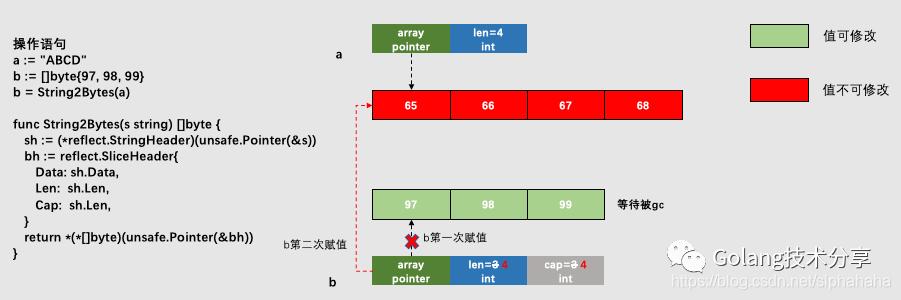 操作语句
a := "ABCD"
b := []byte{97, 98, 99}
b = String2Bytes(a)
func String2Bytes(s string) []byte {
sh := (*reflect.StringHeader)(unsafe.Pointer(&s))
bh := reflect.SliceHeader{
Data: sh.Data,
Len: sh.Len,
Cap: sh.Len,
}
return *(*[]byte)(unsafe.Pointer(&bh))
}
a
array pointer
len=4 int
65 66 67 68
值可修改
值不可修改
97 98 99
等待被gc
b第一次赋值
b第二次赋值
b
array pointer
len=3 4 int
cap=3 4 int
Golang技术分享
https://blog.csdn.net/slphahaha